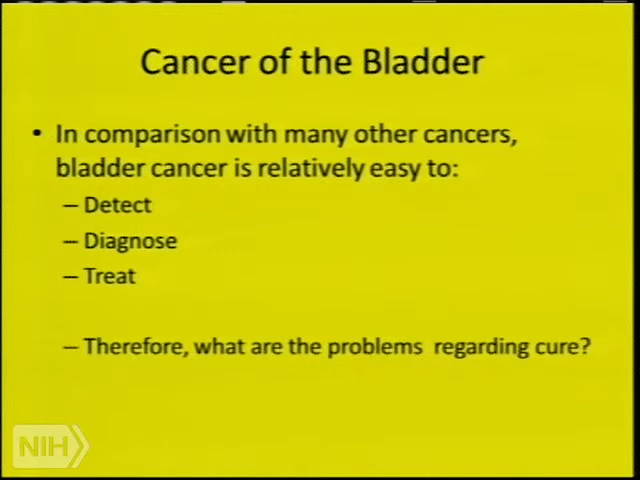 Cancer of the Bladder
• In comparison with many other cancers,
bladder cancer is relatively easy to:
– Detect
– Diagnose
– Treat
– Therefore, what are the problems  regarding cure?
NIH